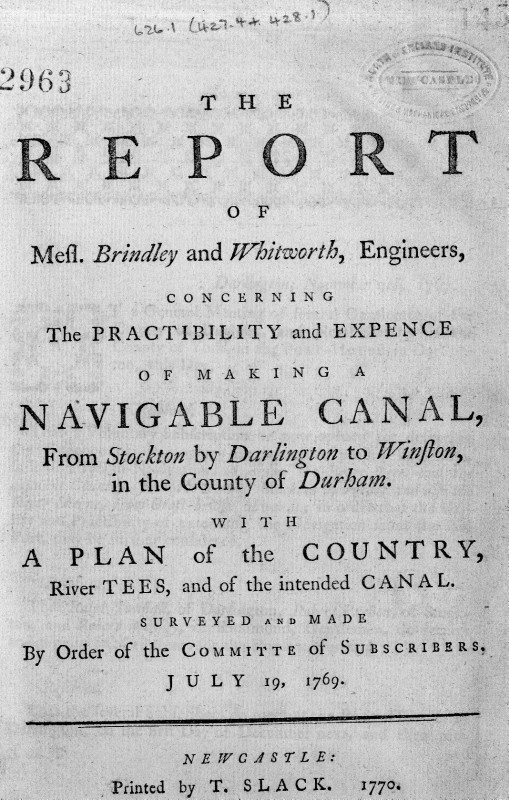 626.1 (427.4+ 428.1)
2963
THE
REPORT
OF
Meſſ. Brindley and Whitworth, Engineers,
CONCERNING
The PRACTIBILITY and EXPENCE
OF MAKING A
NAVIGABLE CANAL,
From Stockton by Darlington to Winſton,
in the County of Durham.
WITH
A PLAN of the COUNTRY,
River TEES, and of the intended CANAL.
SURVEYED AND MADE
By Order of the COMMITTE of SUBSCRIBERS,
JULY 19, 1769.
NEWCASTLE:
Printed by T. SLACK. 1770.